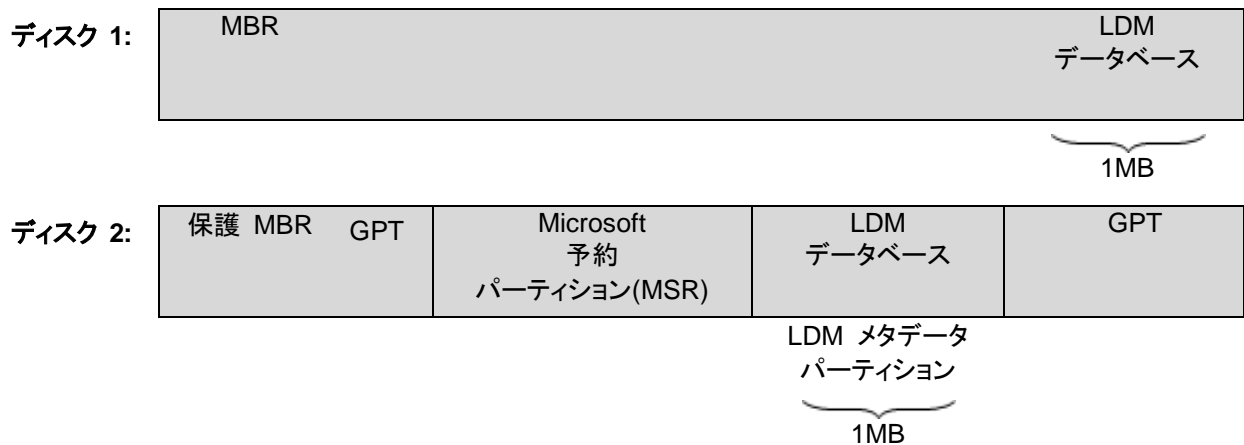 ディスク 1:
MBR
LDM
データベース
1MB
ディスク 2:
保護 MBR
GPT
Microsoft
予約
パーティション(MSR)
LDM
データベース
GPT
LDM メタデータ
パーティション
1MB